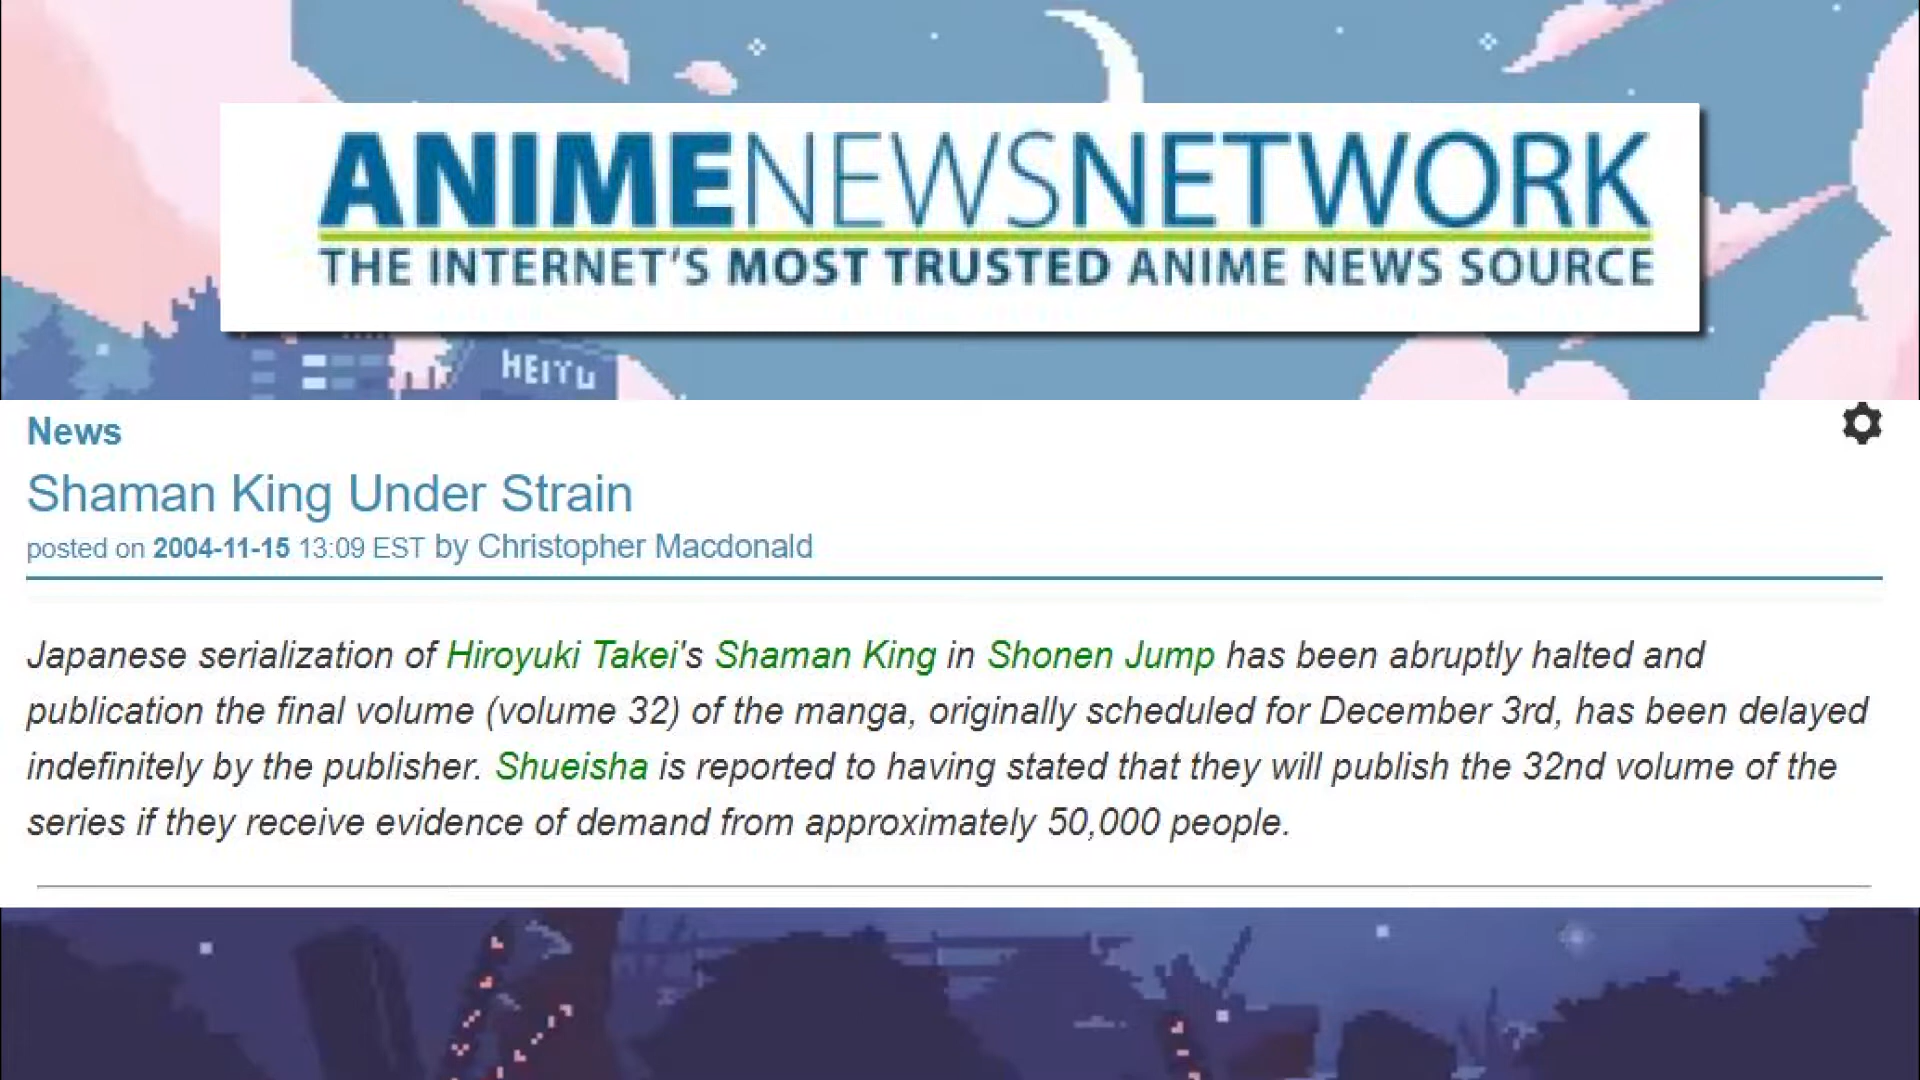 ANIMENEWSNETWORK
THE INTERNET'S MOST TRUSTED ANIME NEWS SOURCE
HEIYU
News
Shaman King Under Strain
posted on 2004-11-15 13:09 EST by Christopher Macdonald
Japanese serialization of Hiroyuki Takei's Shaman King in Shonen Jump has been abruptly halted and
publication the final volume (volume 32) of the manga, originally scheduled for December 3rd, has been delayed
indefinitely by the publisher. Shueisha is reported to having stated that they will publish the 32nd volume of the
series if they receive evidence of demand from approximately 50,000 people.